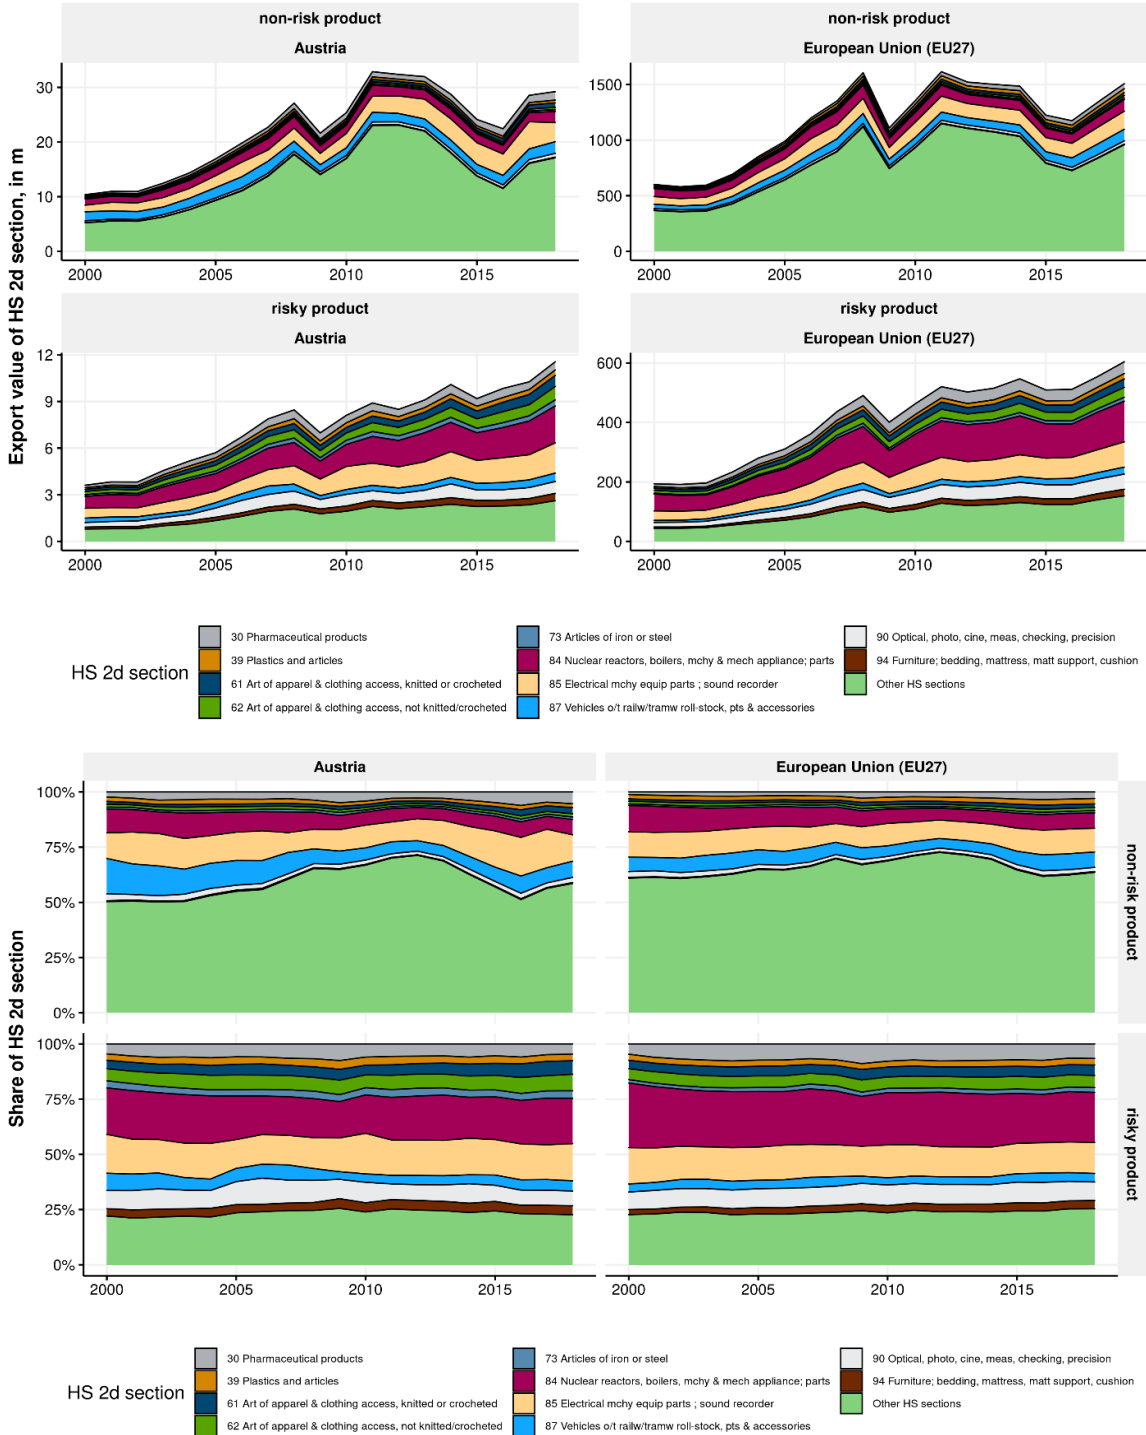 non-risk product
non-risk product
Austria
European Union (EU27)
Export value of HS 2d section, in m
30
20
10
0
1500
1000
500
0
2000
2005
2010
2015
2000
2005
2010
2015
risky product
risky product
Austria
European Union (EU27)
12
9
6
3
0
600
400
200
0
2000
2005
2010
2015
2000
2005
2010
2015
HS 2d section
30 Pharmaceutical products
39 Plastics and articles
61 Art of apparel & clothing access, knitted or crocheted
62 Art of apparel & clothing access, not knitted/crocheted
73 Articles of iron or steel
84 Nuclear reactors, boilers, mchy & mech appliance; parts
85 Electrical mchy equip parts ; sound recorder
87 Vehicles o/t railw/tramw roll-stock, pts & accessories
90 Optical, photo, cine, meas, checking, precision
94 Furniture; bedding, mattress, matt support, cushion
Other HS sections
Austria
European Union (EU27)
Share of HS 2d section
100%
75%
50%
25%
0%
non-risk product
100%
75%
50%
25%
0%
risky product
2000
2005
2010
2015
2000
2005
2010
2015
HS 2d section
30 Pharmaceutical products
39 Plastics and articles
61 Art of apparel & clothing access, knitted or crocheted
62 Art of apparel & clothing access, not knitted/crocheted
73 Articles of iron or steel
84 Nuclear reactors, boilers, mchy & mech appliance; parts
85 Electrical mchy equip parts ; sound recorder
87 Vehicles o/t railw/tramw roll-stock, pts & accessories
90 Optical, photo, cine, meas, checking, precision
94 Furniture; bedding, mattress, matt support, cushion
Other HS sections